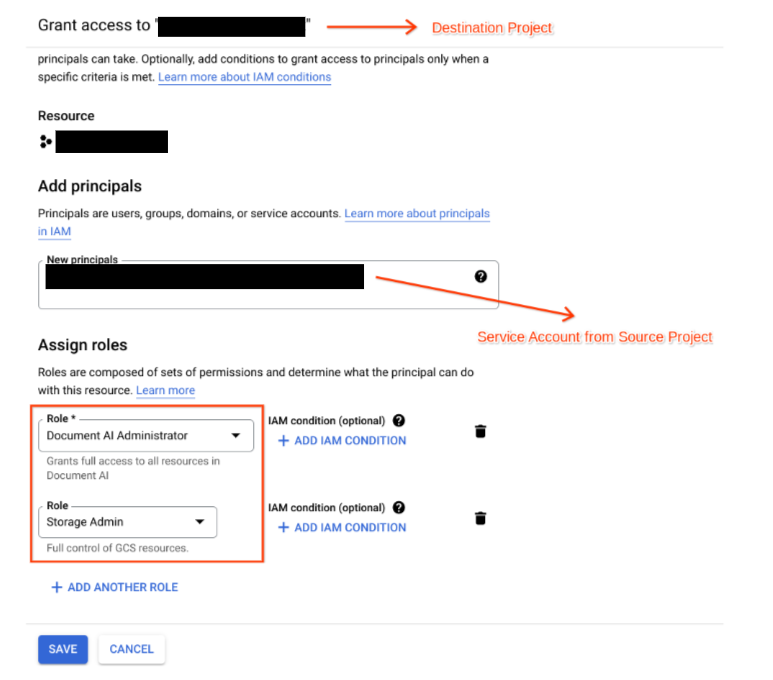 Grant access to " "
Destination Project
principals can take. Optionally, add conditions to grant access to principals only when a
specific criteria is met. Learn more about IAM conditions
Resource
Add principals
Principals are users, groups, domains, or service accounts. Learn more about principals
in IAM
New principals
Service Account from Source Project
Assign roles
Roles are composed of sets of permissions and determine what the principal can do
with this resource. Learn more
Role *
IAM condition (optional)
Document AI Administrator
+ ADD IAM CONDITION
Grants full access to all resources in
Document AI
Role
IAM condition (optional)
Storage Admin
+ ADD IAM CONDITION
Full control of GCS resources.
+ ADD ANOTHER ROLE
SAVE
CANCEL